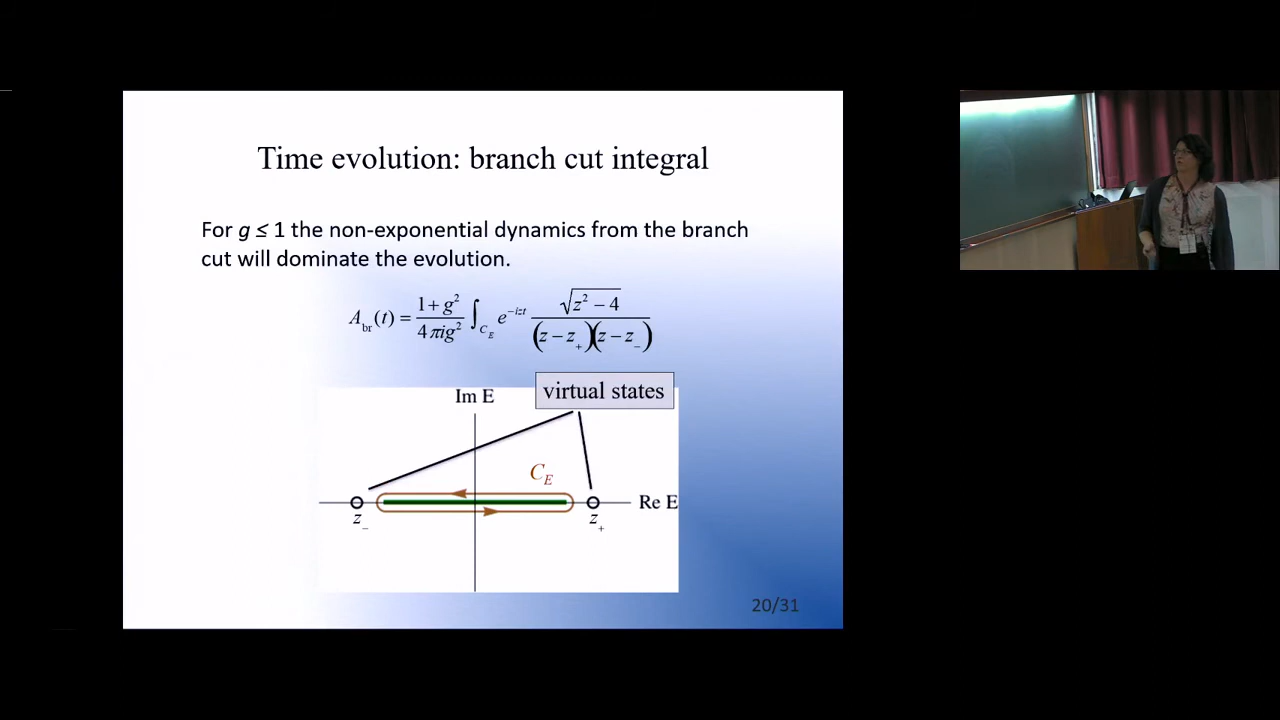 Time evolution: branch cut integral
For g ≤ 1 the non-exponential dynamics from the branch
cut will dominate the evolution.
A_br(t) = (1+g²)/(4πig²) ∫_{C_E} e^{−izt} √(z²−4)/((z−z₊)(z−z₋))
virtual states
Im E
C_E
Re E
z₋
z₊
20/31